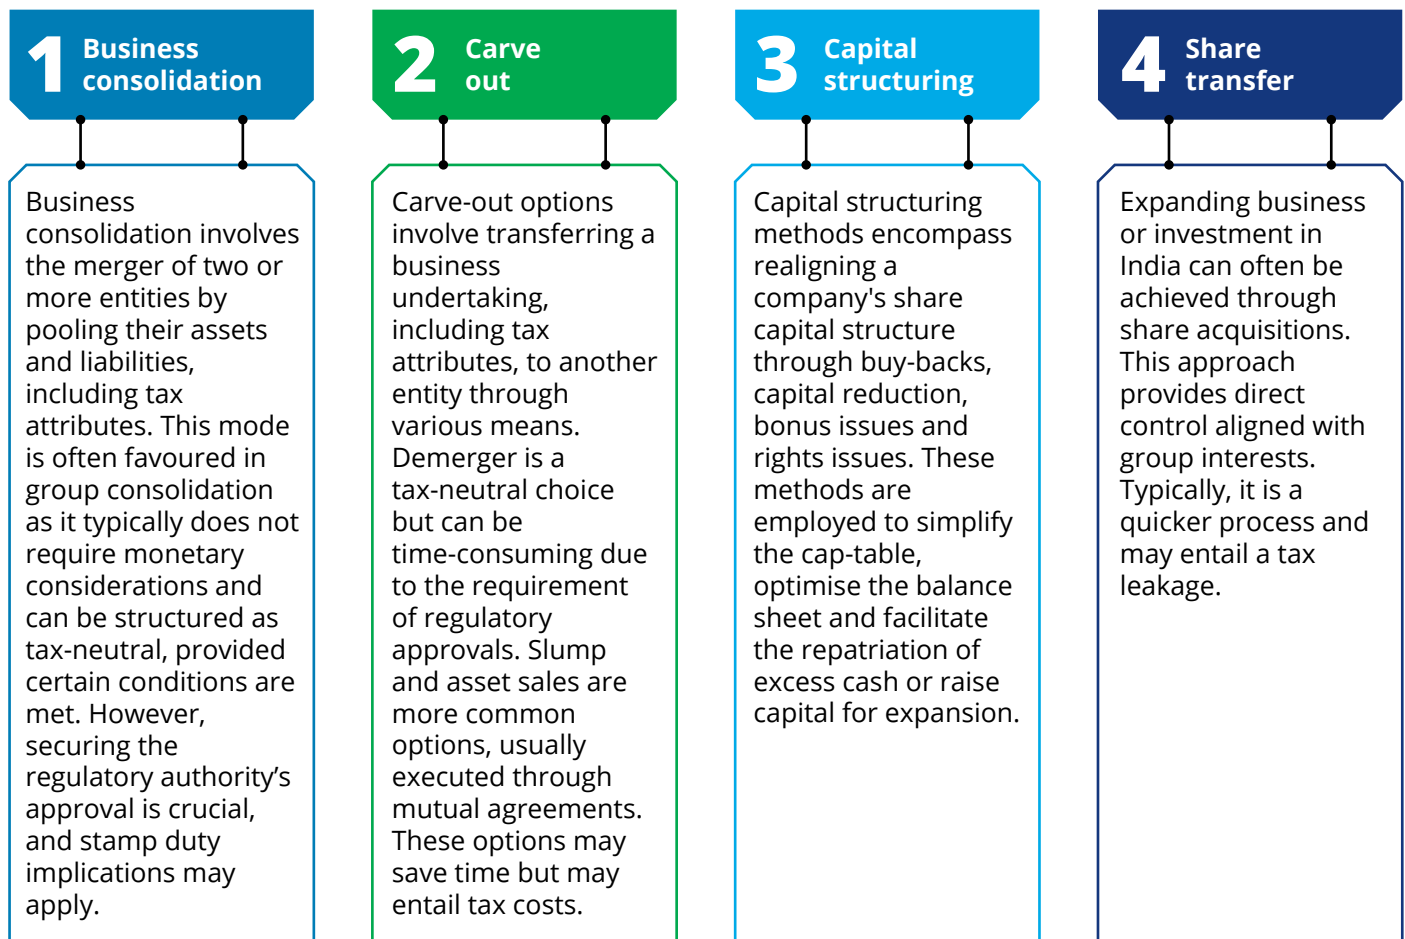 1
Business
consolidation
Business
consolidation involves
the merger of two or
more entities by
pooling their assets
and liabilities,
including tax
attributes. This mode
is often favoured in
group consolidation
as it typically does not
require monetary
considerations and
can be structured as
tax-neutral, provided
certain conditions are
met. However,
securing the
regulatory authority’s
approval is crucial,
and stamp duty
implications may
apply.
2
Carve
out
Carve-out options
involve transferring a
business
undertaking,
including tax
attributes, to another
entity through
various means.
Demerger is a
tax-neutral choice
but can be
time-consuming due
to the requirement
of regulatory
approvals. Slump
and asset sales are
more common
options, usually
executed through
mutual agreements.
These options may
save time but may
entail tax costs.
3
Capital
structuring
Capital structuring
methods encompass
realigning a
company's share
capital structure
through buy-backs,
capital reduction,
bonus issues and
rights issues. These
methods are
employed to simplify
the cap-table,
optimise the balance
sheet and facilitate
the repatriation of
excess cash or raise
capital for expansion.
4
Share
transfer
Expanding business
or investment in
India can often be
achieved through
share acquisitions.
This approach
provides direct
control aligned with
group interests.
Typically, it is a
quicker process and
may entail a tax
leakage.